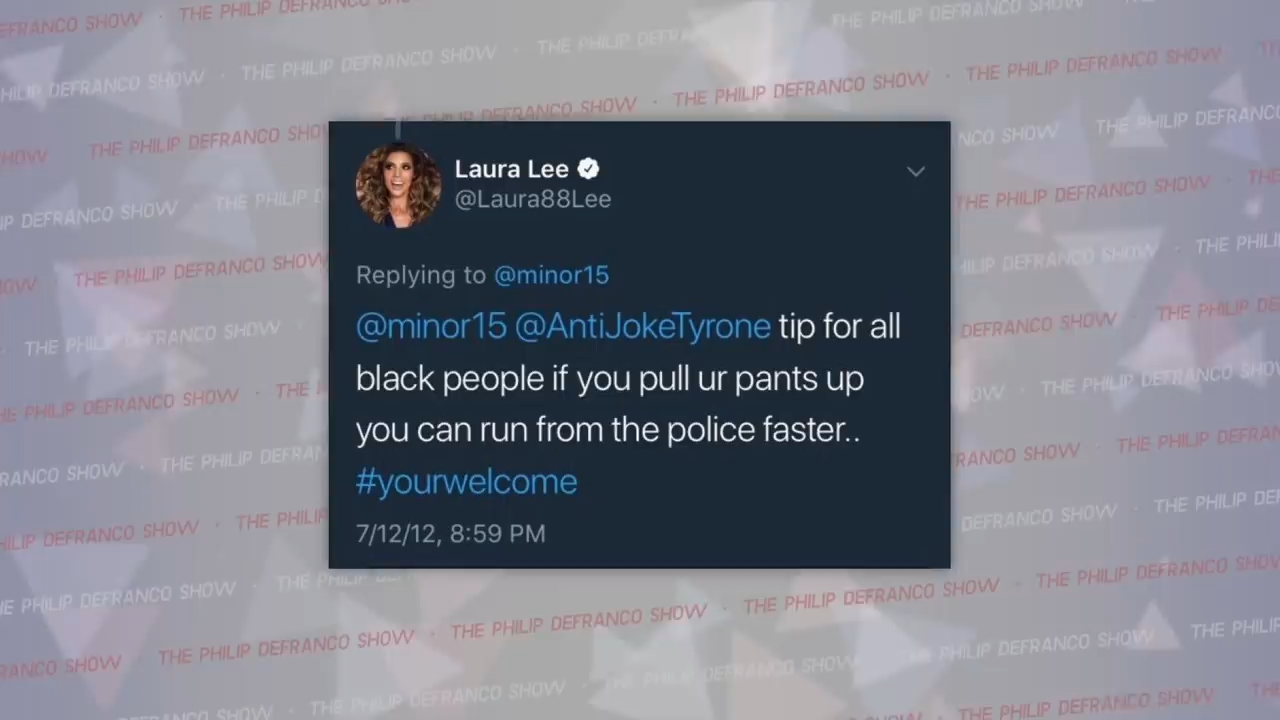 THE PHILIP DEFRANCO SHOW
Laura Lee
@Laura88Lee
Replying to @minor15
@minor15 @AntiJokeTyrone tip for all
black people if you pull ur pants up
you can run from the police faster..
#yourwelcome
7/12/12, 8:59 PM